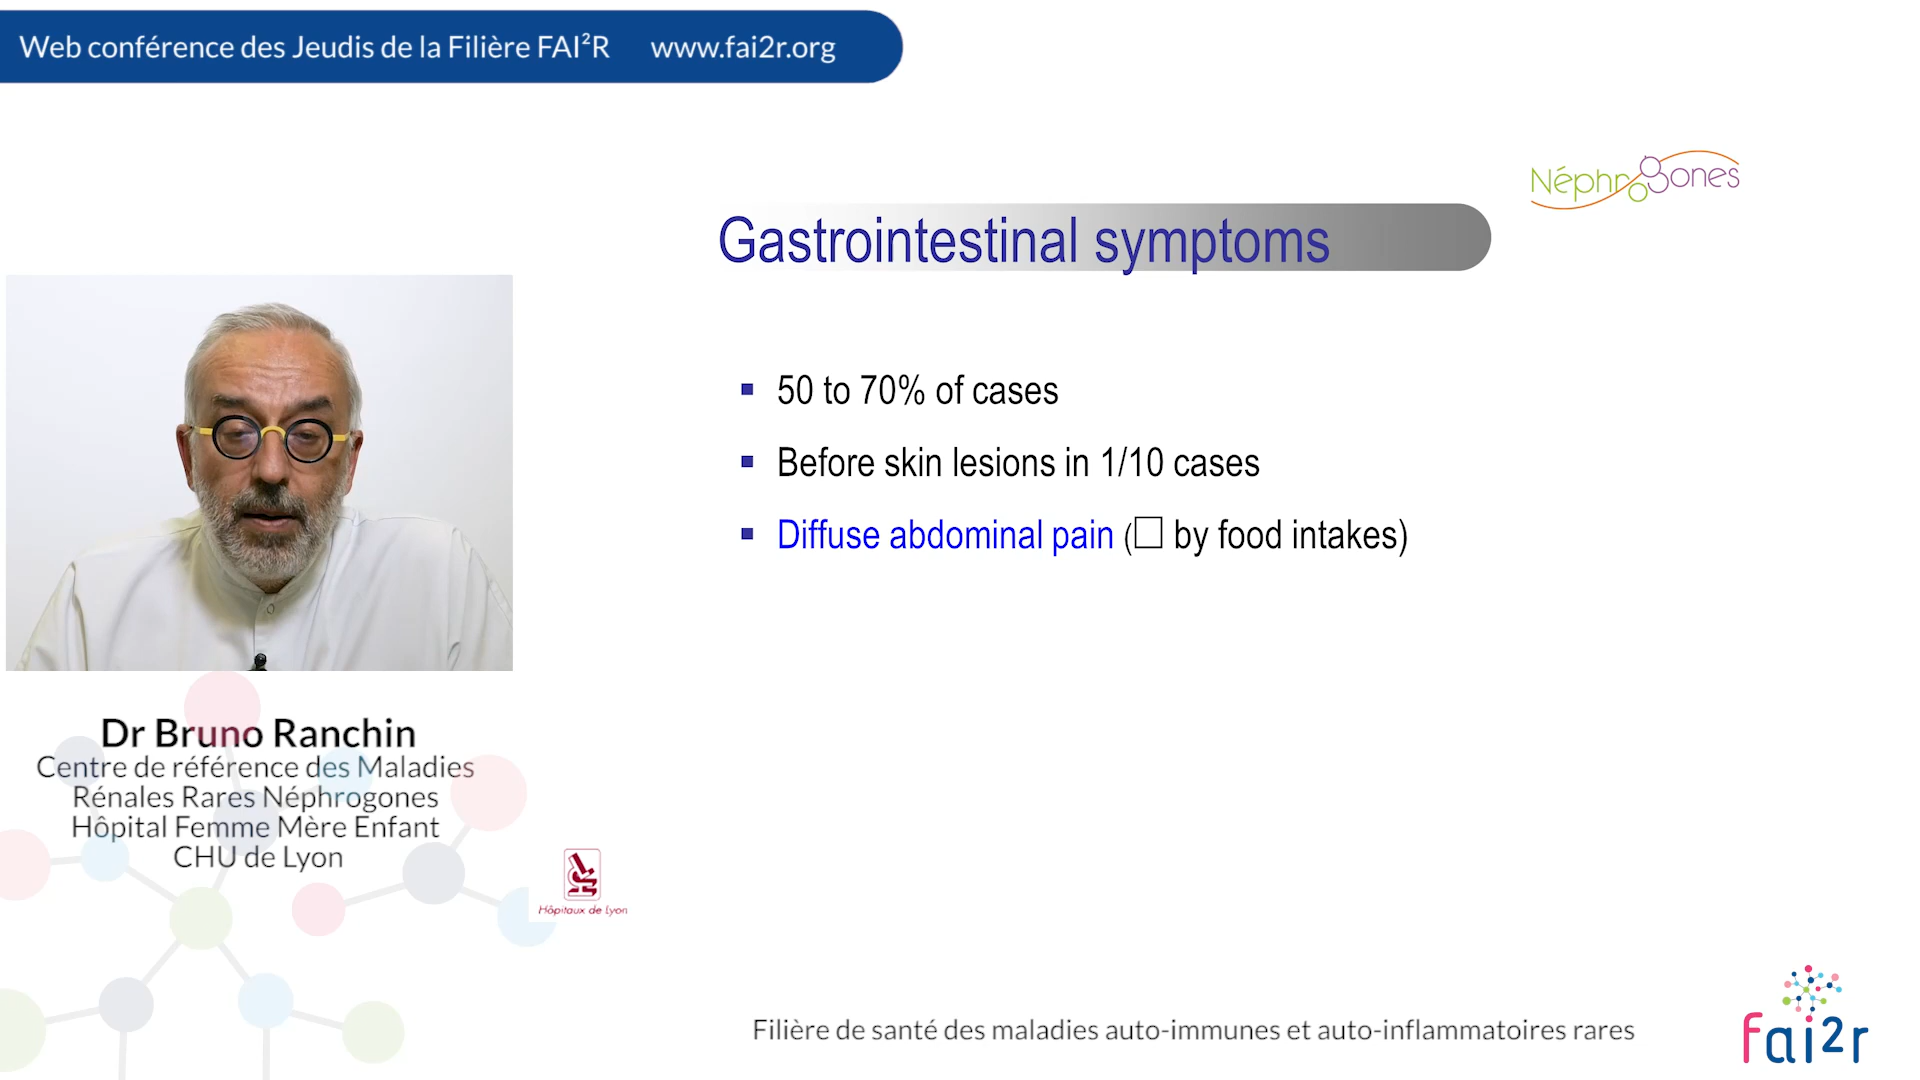 Web conférence des Jeudis de la Filière FAI²R www.fai2r.org
Néphrogones
Gastrointestinal symptoms
▪ 50 to 70% of cases
▪ Before skin lesions in 1/10 cases
▪ Diffuse abdominal pain (□ by food intakes)
Dr Bruno Ranchin
Centre de référence des Maladies
Rénales Rares Néphrogones
Hôpital Femme Mère Enfant
CHU de Lyon
Hôpitaux de Lyon
Filière de santé des maladies auto-immunes et auto-inflammatoires rares
fai2r